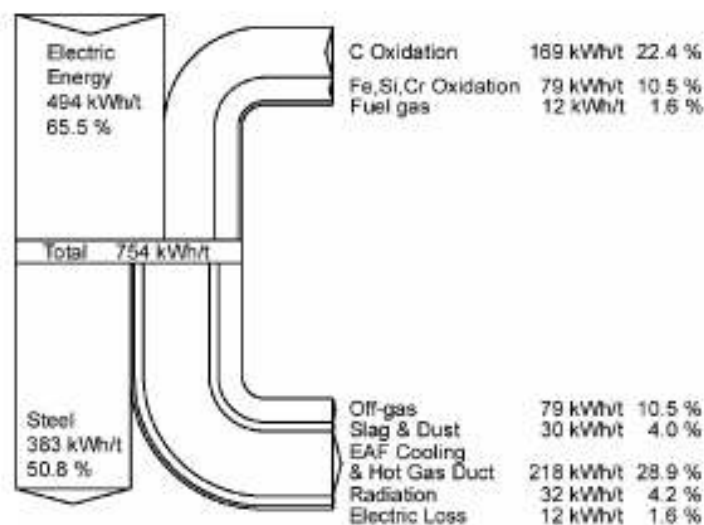 Electric
Energy
494 kWh/t
65.5 %
C Oxidation 169 kWh/t 22.4 %
Fe,Si,Cr Oxidation 79 kWh/t 10.5 %
Fuel gas 12 kWh/t 1.6 %
Total 754 kWh/t
Steel
383 kWh/t
50.8 %
Off-gas 79 kWh/t 10.5 %
Slag & Dust 30 kWh/t 4.0 %
EAF Cooling
& Hot Gas Duct 218 kWh/t 28.9 %
Radiation 32 kWh/t 4.2 %
Electric Loss 12 kWh/t 1.6 %